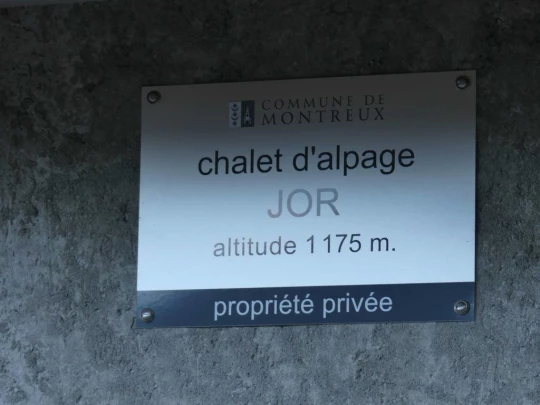 COMMUNE DE
MONTREUX
chalet d'alpage
JOR
altitude 1175 m.
propriété privée